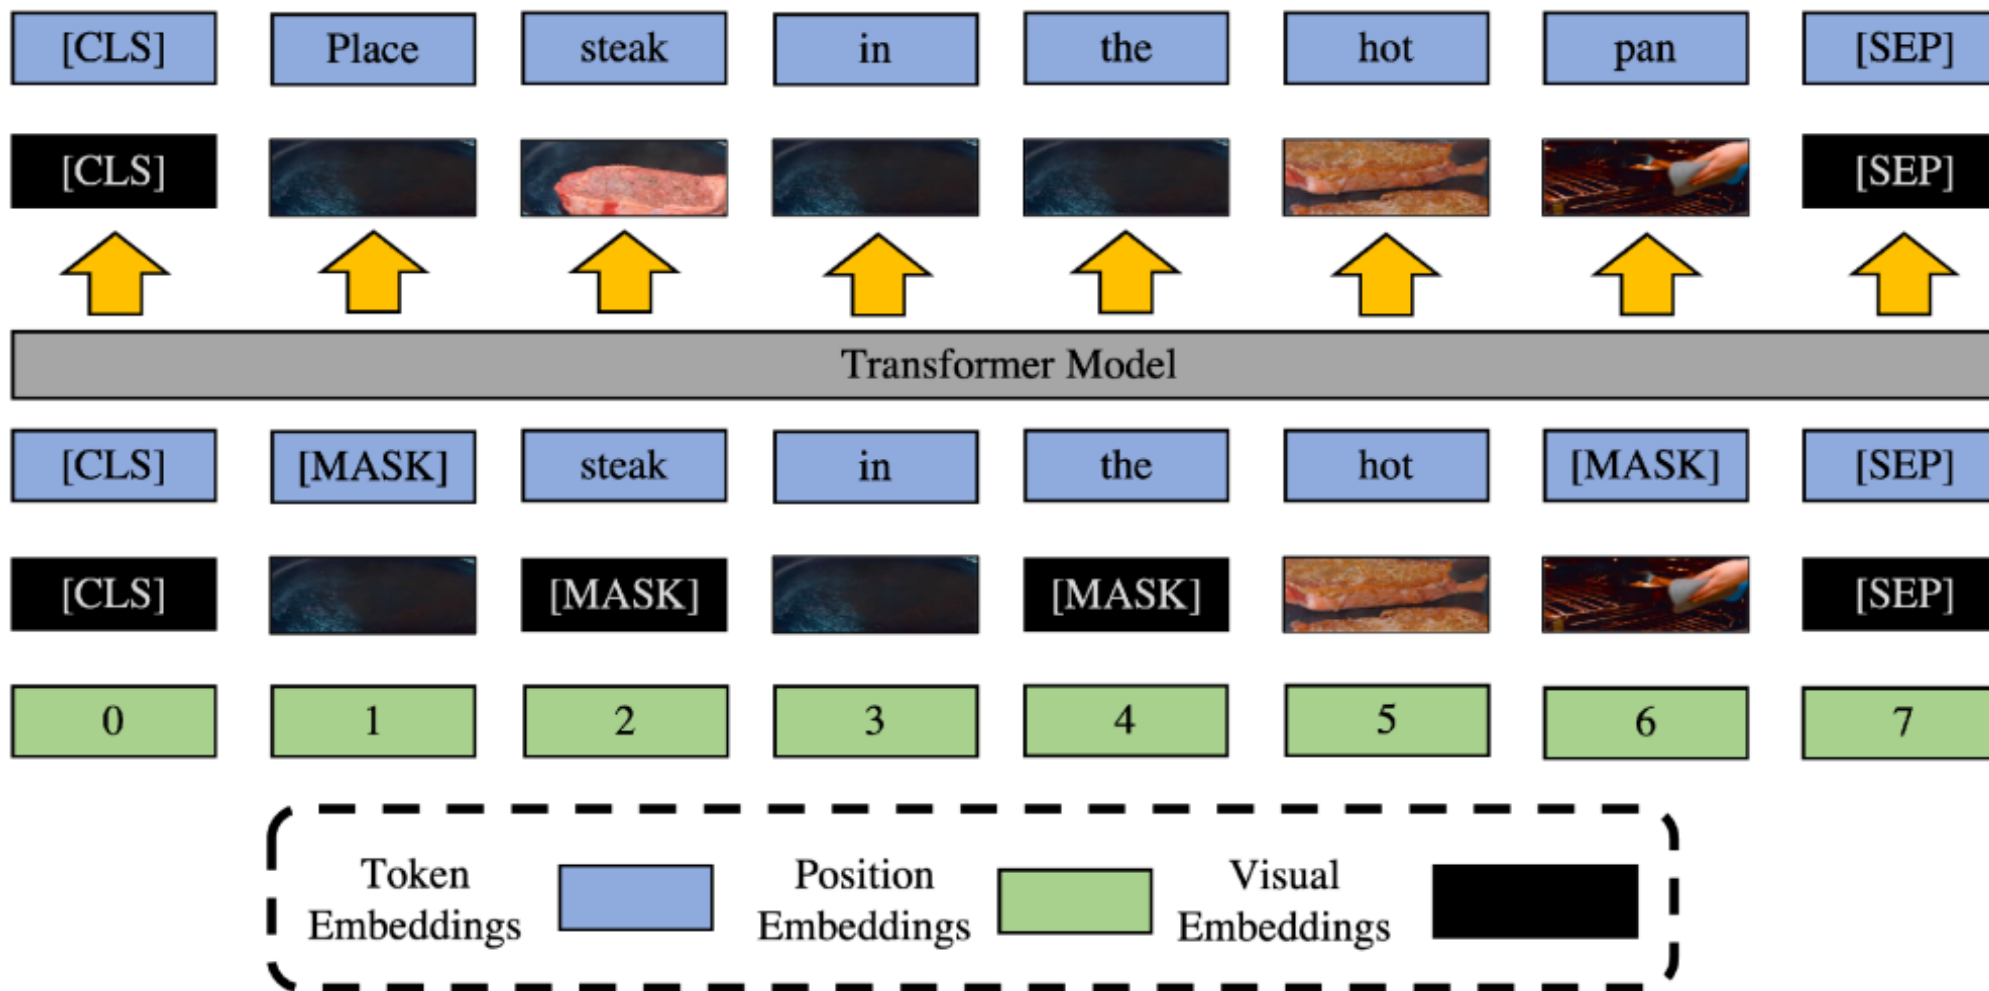 [CLS] Place steak in the hot pan [SEP]
[CLS] [SEP]
Transformer Model
[CLS] [MASK] steak in the hot [MASK] [SEP]
[CLS] [MASK] [MASK] [SEP]
0 1 2 3 4 5 6 7
Token Position Visual
Embeddings Embeddings Embeddings